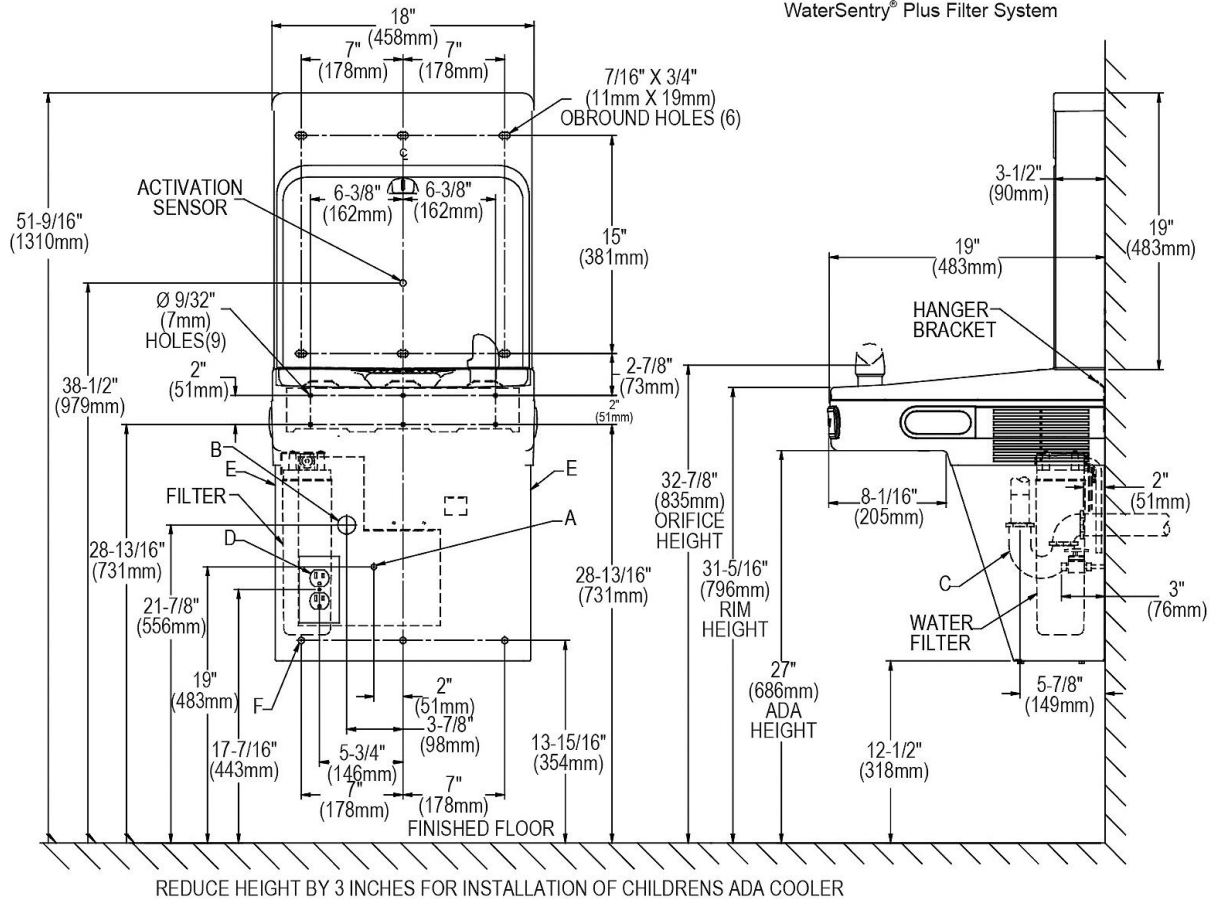 WaterSentry® Plus Filter System
18"
(458mm)
7"
(178mm)
7"
(178mm)
7/16" X 3/4"
(11mm X 19mm)
OBROUND HOLES (6)
℄
ACTIVATION
SENSOR
6-3/8"
(162mm)
6-3/8"
(162mm)
51-9/16"
(1310mm)
15"
(381mm)
3-1/2"
(90mm)
19"
(483mm)
19"
(483mm)
Ø 9/32"
(7mm)
HOLES(9)
HANGER
BRACKET
2"
(51mm)
2-7/8"
(73mm)
38-1/2"
(979mm)
2"
(51mm)
B
E
E
FILTER
A
D
32-7/8"
(835mm)
ORIFICE
HEIGHT
8-1/16"
(205mm)
2"
(51mm)
28-13/16"
(731mm)
28-13/16"
(731mm)
31-5/16"
(796mm)
RIM
HEIGHT
C
3"
(76mm)
21-7/8"
(556mm)
WATER
FILTER
19"
(483mm)
F
2"
(51mm)
27"
(686mm)
ADA
HEIGHT
5-7/8"
(149mm)
3-7/8"
(98mm)
17-7/16"
(443mm)
5-3/4"
(146mm)
13-15/16"
(354mm)
12-1/2"
(318mm)
7"
(178mm)
7"
(178mm)
FINISHED FLOOR
REDUCE HEIGHT BY 3 INCHES FOR INSTALLATION OF CHILDRENS ADA COOLER